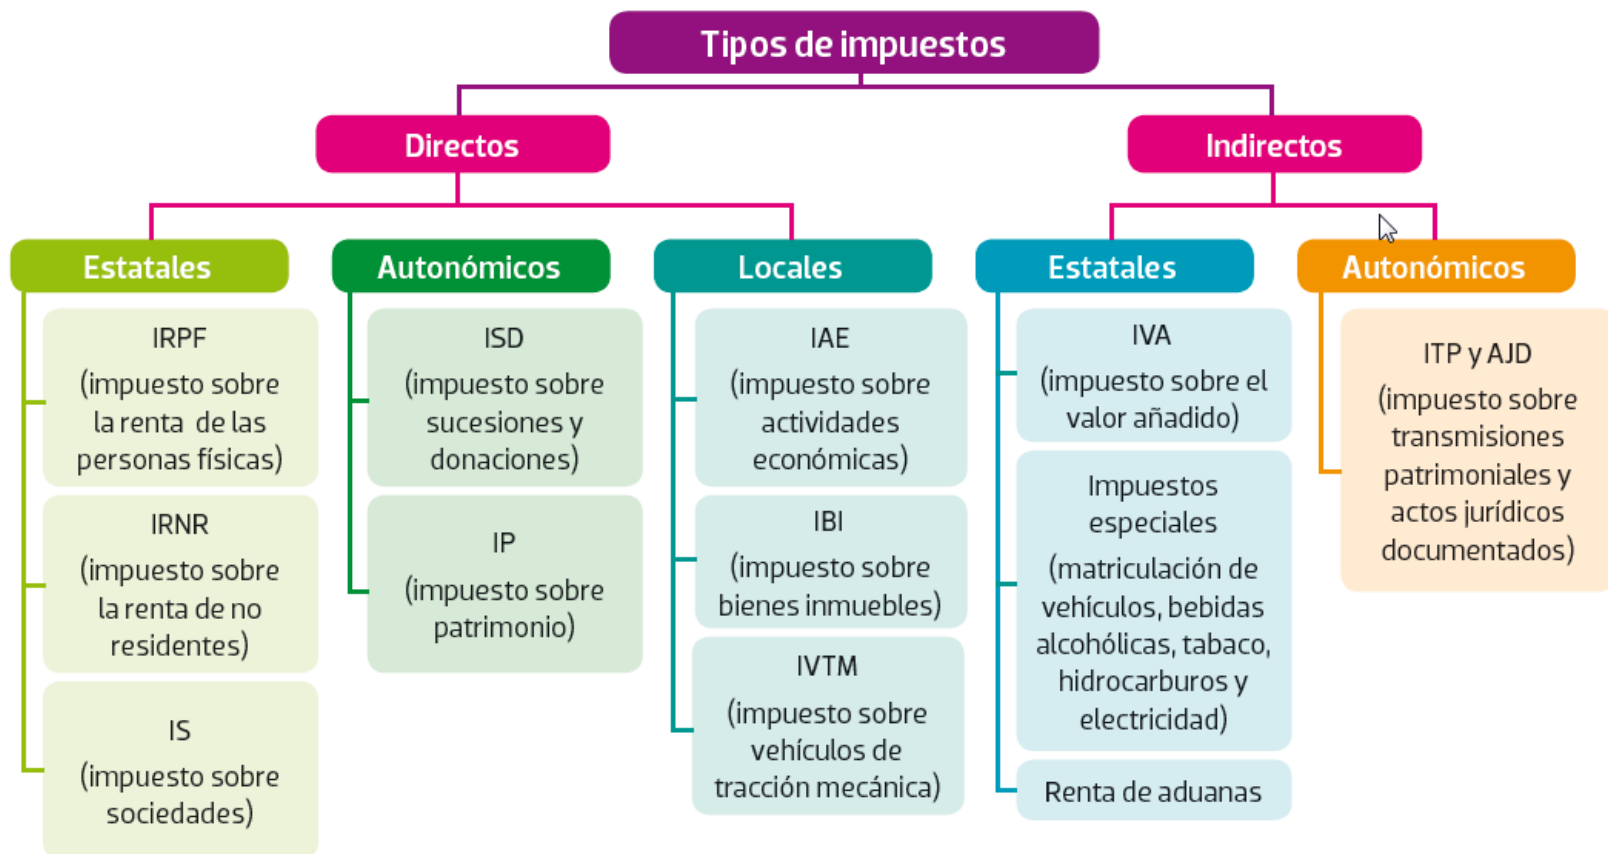 Tipos de impuestos
Directos
Indirectos
Estatales
Autonómicos
Locales
Estatales
Autonómicos
IRPF
(impuesto sobre
la renta de las
personas físicas)
IRNR
(impuesto sobre
la renta de no
residentes)
IS
(impuesto sobre
sociedades)
ISD
(impuesto sobre
sucesiones y
donaciones)
IP
(impuesto sobre
patrimonio)
IAE
(impuesto sobre
actividades
económicas)
IBI
(impuesto sobre
bienes inmuebles)
IVTM
(impuesto sobre
vehículos de
tracción mecánica)
IVA
(impuesto sobre el
valor añadido)
Impuestos
especiales
(matriculación de
vehículos, bebidas
alcohólicas, tabaco,
hidrocarburos y
electricidad)
Renta de aduanas
ITP y AJD
(impuesto sobre
transmisiones
patrimoniales y
actos jurídicos
documentados)